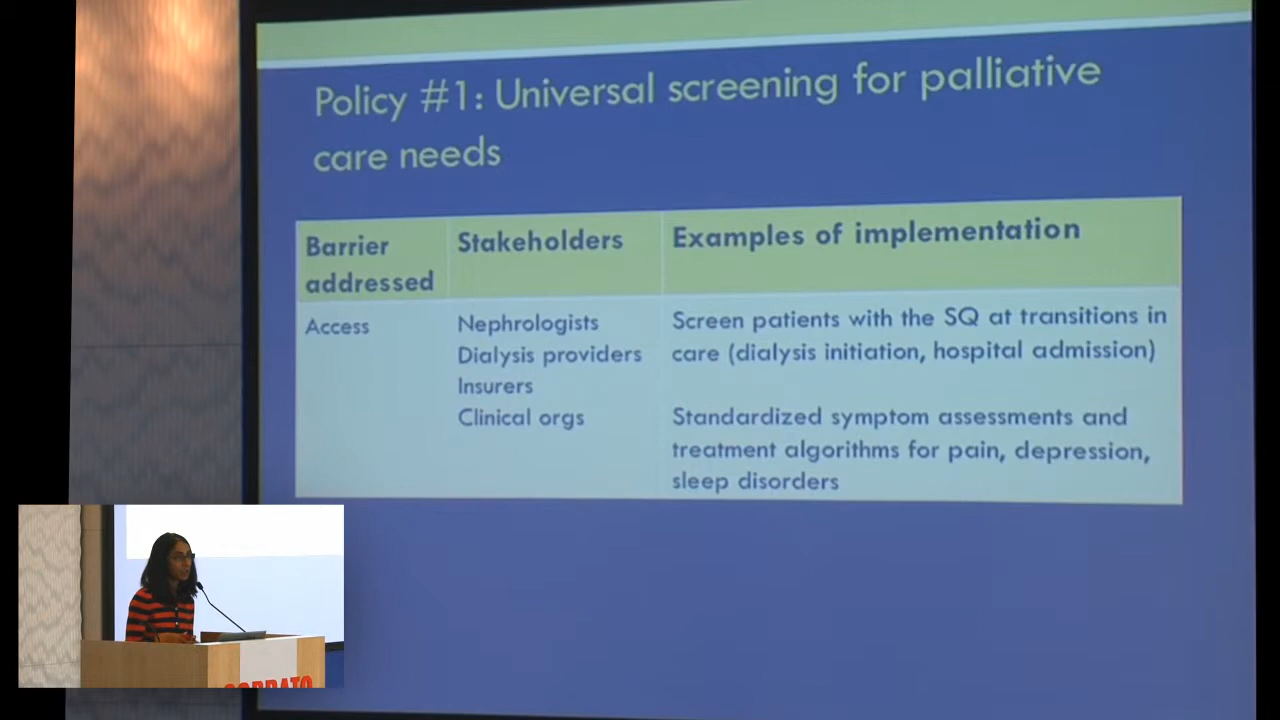 Policy #1: Universal screening for palliative
care needs
Barrier
addressed
Stakeholders
Examples of implementation
Access
Nephrologists
Dialysis providers
Insurers
Clinical orgs
Screen patients with the SQ at transitions in
care (dialysis initiation, hospital admission)
Standardized symptom assessments and
treatment algorithms for pain, depression,
sleep disorders